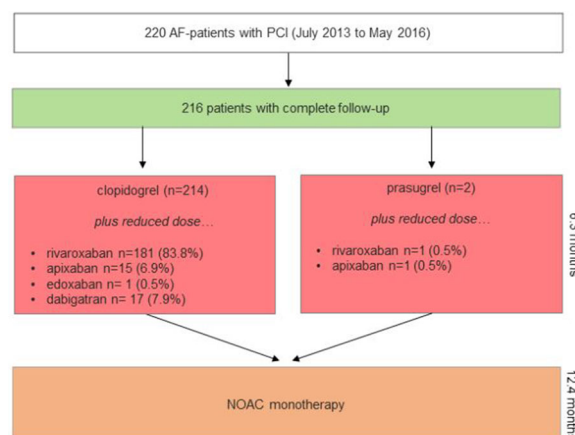 220 AF-patients with PCI (July 2013 to May 2016)
216 patients with complete follow-up
clopidogrel (n=214)
plus reduced dose…
• rivaroxaban n=181 (83.8%)
• apixaban n=15 (6.9%)
• edoxaban n= 1 (0.5%)
• dabigatran n= 17 (7.9%)
prasugrel (n=2)
plus reduced dose…
• rivaroxaban n=1 (0.5%)
• apixaban n=1 (0.5%)
months
NOAC monotherapy
12.4 month